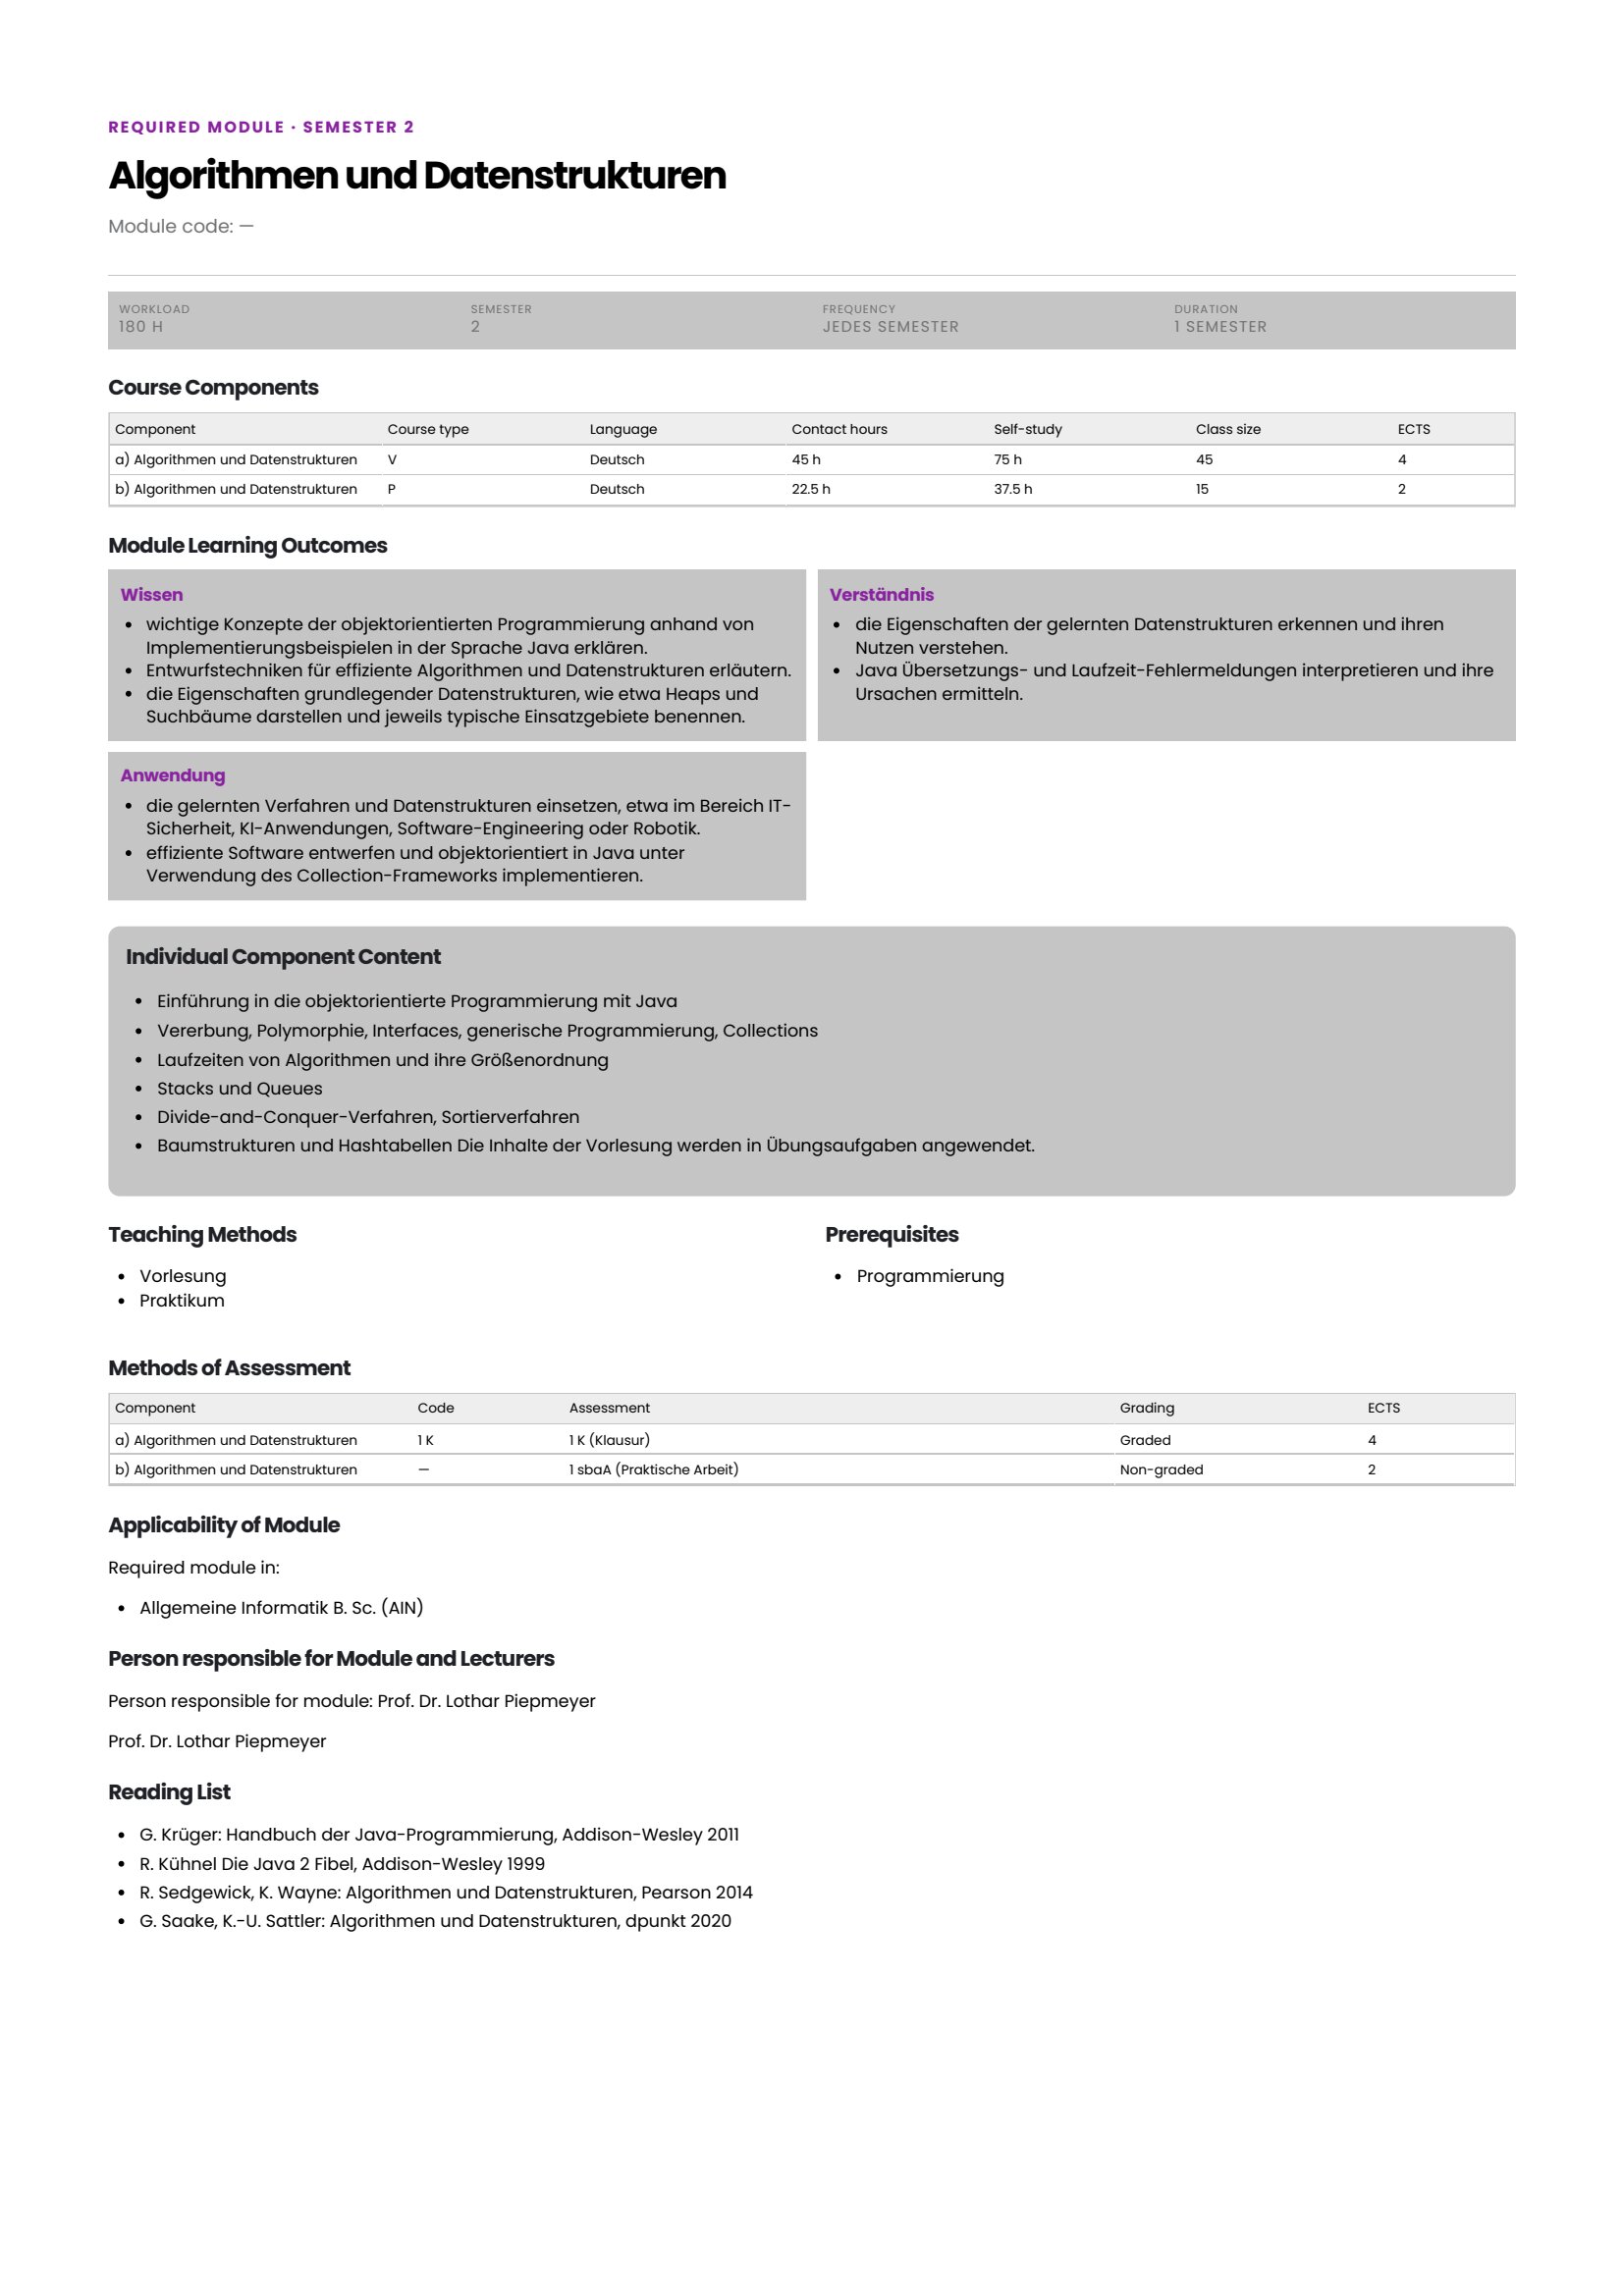 REQUIRED MODULE · SEMESTER 2
Algorithmen und Datenstrukturen
Module code: —
WORKLOAD SEMESTER FREQUENCY DURATION
180 H 2 JEDES SEMESTER 1 SEMESTER
Course Components
Component Course type Language Contact hours Self-study Class size ECTS
a) Algorithmen und Datenstrukturen V Deutsch 45 h 75 h 45 4
b) Algorithmen und Datenstrukturen P Deutsch 22.5 h 37.5 h 15 2
Module Learning Outcomes
Wissen
• wichtige Konzepte der objektorientierten Programmierung anhand von
Implementierungsbeispielen in der Sprache Java erklären.
• Entwurfstechniken für effiziente Algorithmen und Datenstrukturen erläutern.
• die Eigenschaften grundlegender Datenstrukturen, wie etwa Heaps und
Suchbäume darstellen und jeweils typische Einsatzgebiete benennen.
Verständnis
• die Eigenschaften der gelernten Datenstrukturen erkennen und ihren
Nutzen verstehen.
• Java Übersetzungs- und Laufzeit-Fehlermeldungen interpretieren und ihre
Ursachen ermitteln.
Anwendung
• die gelernten Verfahren und Datenstrukturen einsetzen, etwa im Bereich IT-
Sicherheit, KI-Anwendungen, Software-Engineering oder Robotik.
• effiziente Software entwerfen und objektorientiert in Java unter
Verwendung des Collection-Frameworks implementieren.
Individual Component Content
• Einführung in die objektorientierte Programmierung mit Java
• Vererbung, Polymorphie, Interfaces, generische Programmierung, Collections
• Laufzeiten von Algorithmen und ihre Größenordnung
• Stacks und Queues
• Divide-and-Conquer-Verfahren, Sortierverfahren
• Baumstrukturen und Hashtabellen Die Inhalte der Vorlesung werden in Übungsaufgaben angewendet.
Teaching Methods
• Vorlesung
• Praktikum
Prerequisites
• Programmierung
Methods of Assessment
Component Code Assessment Grading ECTS
a) Algorithmen und Datenstrukturen 1 K 1 K (Klausur) Graded 4
b) Algorithmen und Datenstrukturen — 1 sbaA (Praktische Arbeit) Non-graded 2
Applicability of Module
Required module in:
• Allgemeine Informatik B. Sc. (AIN)
Person responsible for Module and Lecturers
Person responsible for module: Prof. Dr. Lothar Piepmeyer
Prof. Dr. Lothar Piepmeyer
Reading List
• G. Krüger: Handbuch der Java-Programmierung, Addison-Wesley 2011
• R. Kühnel Die Java 2 Fibel, Addison-Wesley 1999
• R. Sedgewick, K. Wayne: Algorithmen und Datenstrukturen, Pearson 2014
• G. Saake, K.-U. Sattler: Algorithmen und Datenstrukturen, dpunkt 2020